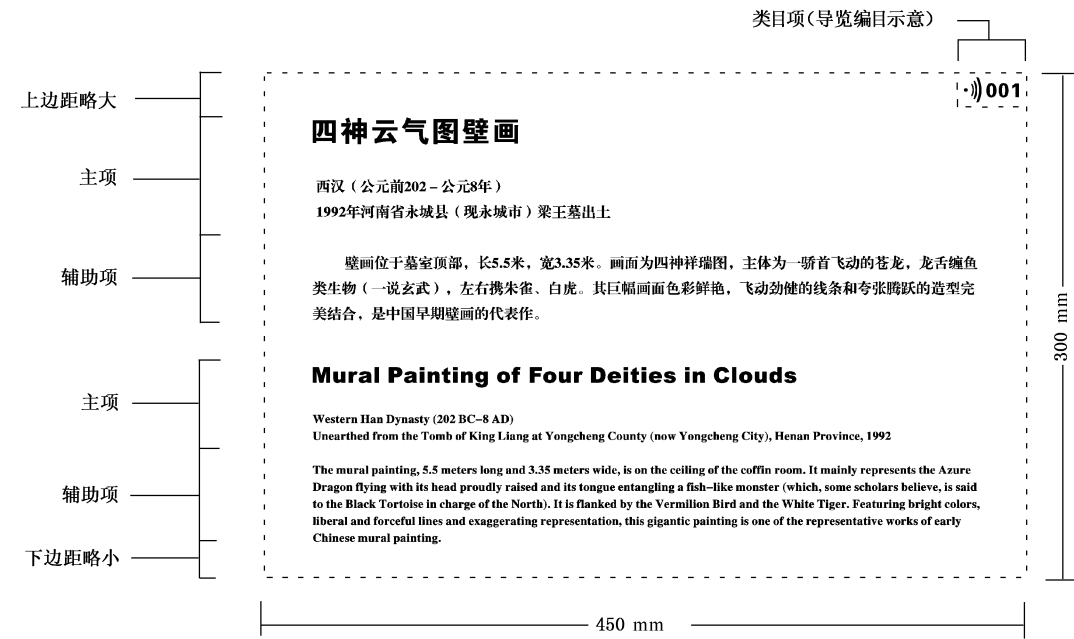 类目项(导览编目示意)
001
上边距略大
四神云气图壁画
主项
西汉（公元前202 – 公元8年）
1992年河南省永城县（现永城市）梁王墓出土
辅助项
壁画位于墓室顶部，长5.5米，宽3.35米。画面为四神祥瑞图，主体为一骄首飞动的苍龙，龙舌缠鱼
类生物（一说玄武），左右携朱雀、白虎。其巨幅画面色彩鲜艳，飞动劲健的线条和夸张腾跃的造型完
美结合，是中国早期壁画的代表作。
300 mm
Mural Painting of Four Deities in Clouds
主项
Western Han Dynasty (202 BC–8 AD)
Unearthed from the Tomb of King Liang at Yongcheng County (now Yongcheng City), Henan Province, 1992
辅助项
The mural painting, 5.5 meters long and 3.35 meters wide, is on the ceiling of the coffin room. It mainly represents the Azure
Dragon flying with its head proudly raised and its tongue entangling a fish–like monster (which, some scholars believe, is said
to the Black Tortoise in charge of the North). It is flanked by the Vermilion Bird and the White Tiger. Featuring bright colors,
liberal and forceful lines and exaggerating representation, this gigantic painting is one of the representative works of early
Chinese mural painting.
下边距略小
450 mm